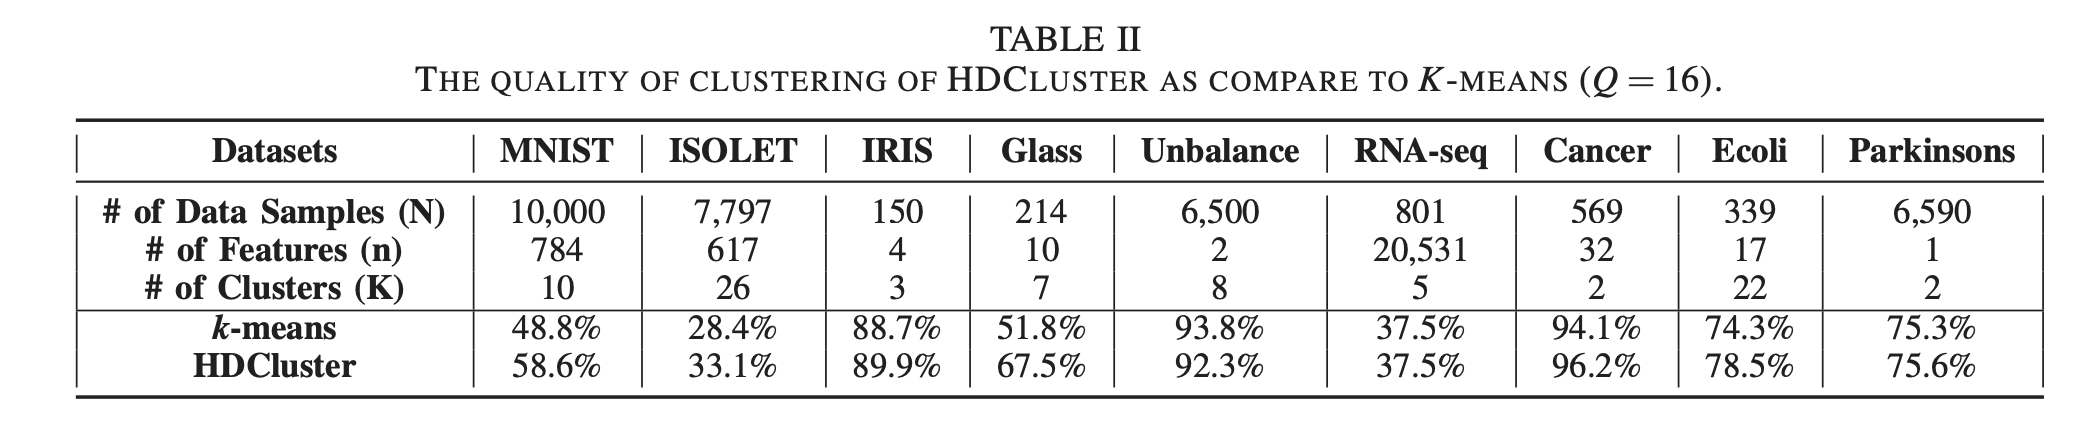 TABLE II
THE QUALITY OF CLUSTERING OF HDCLUSTER AS COMPARE TO K-MEANS (Q = 16).
Datasets MNIST ISOLET IRIS Glass Unbalance RNA-seq Cancer Ecoli Parkinsons
# of Data Samples (N) 10,000 7,797 150 214 6,500 801 569 339 6,590
# of Features (n) 784 617 4 10 2 20,531 32 17 1
# of Clusters (K) 10 26 3 7 8 5 2 22 2
k-means 48.8% 28.4% 88.7% 51.8% 93.8% 37.5% 94.1% 74.3% 75.3%
HDCluster 58.6% 33.1% 89.9% 67.5% 92.3% 37.5% 96.2% 78.5% 75.6%